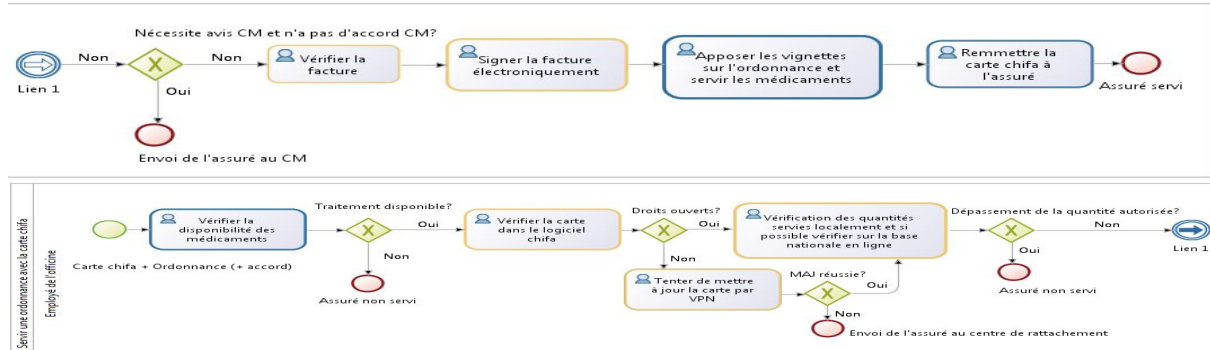 Nécessite avis CM et n'a pas d'accord CM?
Lien 1
Non
Non
Oui
Envoi de l'assuré au CM
Vérifier la
facture
Signer la facture
électroniquement
Apposer les vignettes
sur l'ordonnance et
servir les médicaments
Remmettre la
carte chifa à
l'assuré
Assuré servi
Servir une ordonnance avec la carte chifa
Employé de l'officine
Carte chifa + Ordonnance (+ accord)
Vérifier la
disponibilité des
médicaments
Traitement disponible?
Oui
Non
Assuré non servi
Vérifier la carte
dans le logiciel
chifa
Droits ouverts?
Oui
Non
Tenter de mettre
à jour la carte par
VPN
MAJ réussie?
Oui
Non
Envoi de l'assuré au centre de rattachement
Vérification des quantités
servies localement et si
possible vérifier sur la base
nationale en ligne
Dépassement de la quantité autorisée?
Non
Oui
Assuré non servi
Lien 1